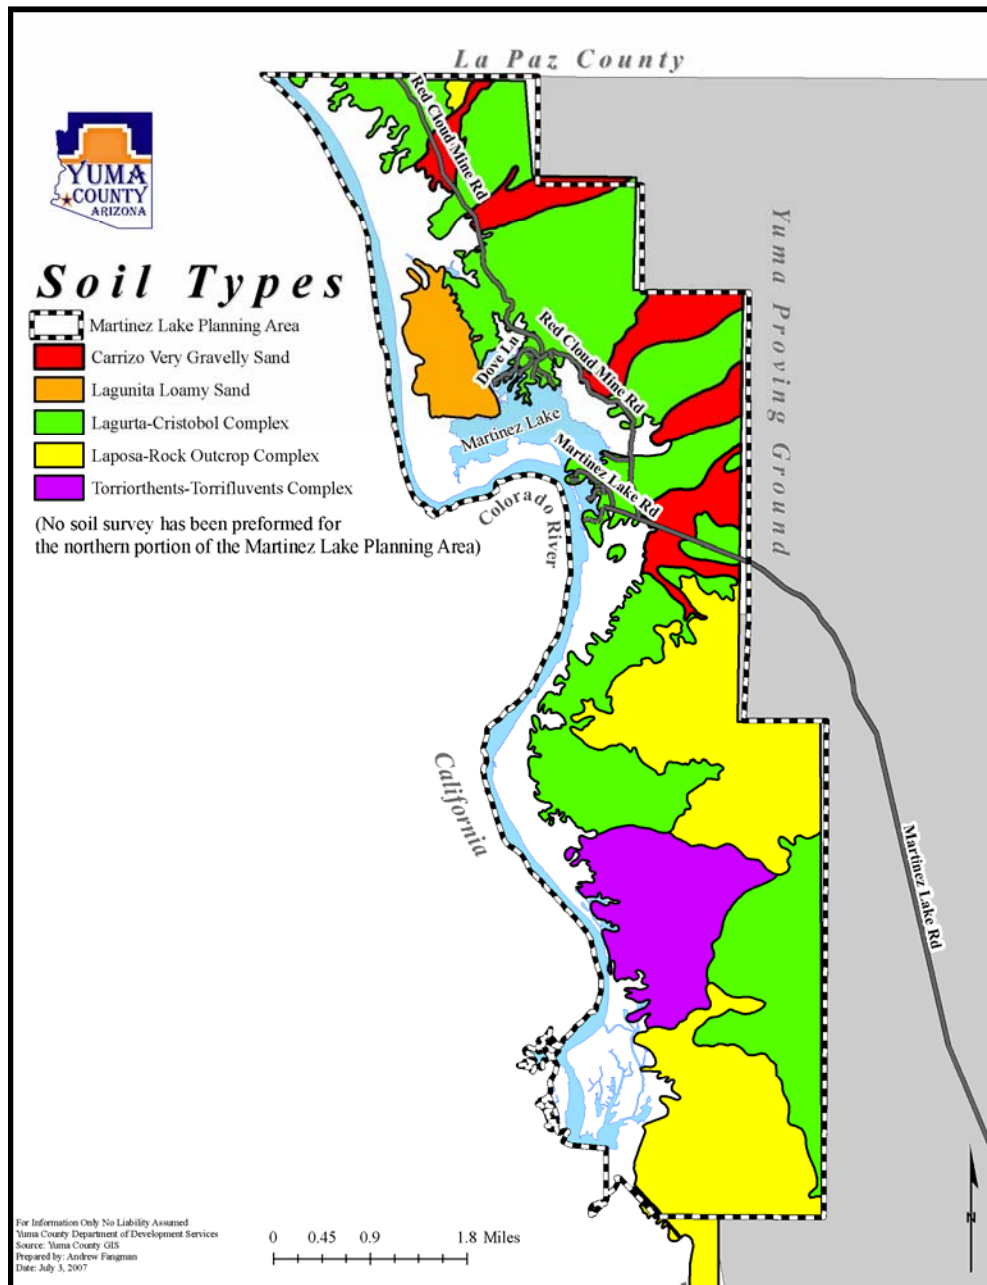 La Paz County
Red Cloud Mine Rd
YUMA
COUNTY
ARIZONA
Yuma Proving Ground
Soil Types
Martinez Lake Planning Area
Carrizo Very Gravelly Sand
Lagunita Loamy Sand
Lagurta-Cristobol Complex
Laposa-Rock Outcrop Complex
Torriorthents-Torrifluvents Complex
(No soil survey has been preformed for
the northern portion of the Martinez Lake Planning Area)
Dove Ln
Red Cloud Mine Rd
Martinez Lake
Martinez Lake Rd
Colorado River
California
Martinez Lake Rd
For Information Only No Liability Assumed
Yuma County Department of Development Services
Source: Yuma County GIS
Prepared by: Andrew Fangman
Date: July 3, 2007
0 0.45 0.9 1.8 Miles
N